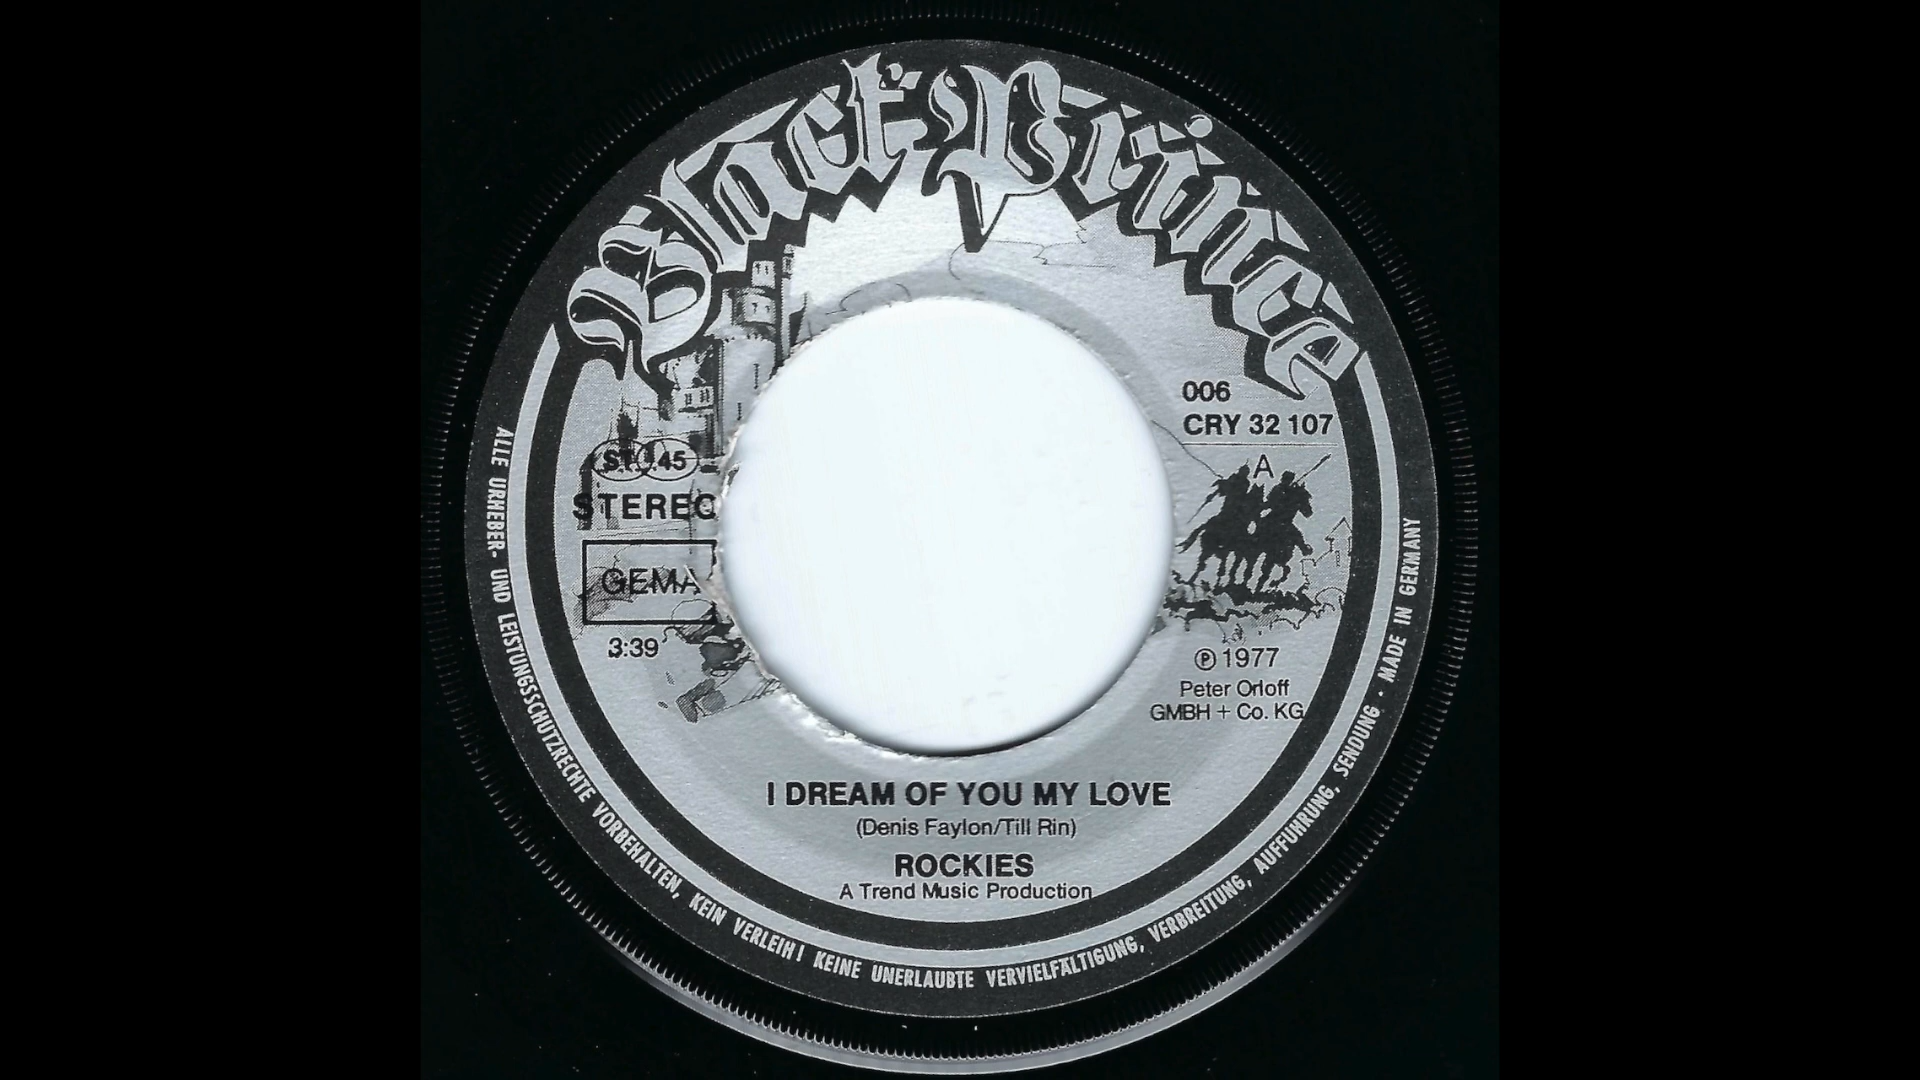 Black Prince
006
CRY 32 107
A
ST 45
STEREO
GEMA
3:39
Ⓟ 1977
Peter Orloff
GMBH + Co. KG
I DREAM OF YOU MY LOVE
(Denis Faylon/Till Rin)
ROCKIES
A Trend Music Production
ALLE URHEBER- UND LEISTUNGSSCHUTZRECHTE VORBEHALTEN, KEIN VERLEIH! KEINE UNERLAUBTE VERVIELFÄLTIGUNG, VERBREITUNG, AUFFÜHRUNG, SENDUNG · MADE IN GERMANY